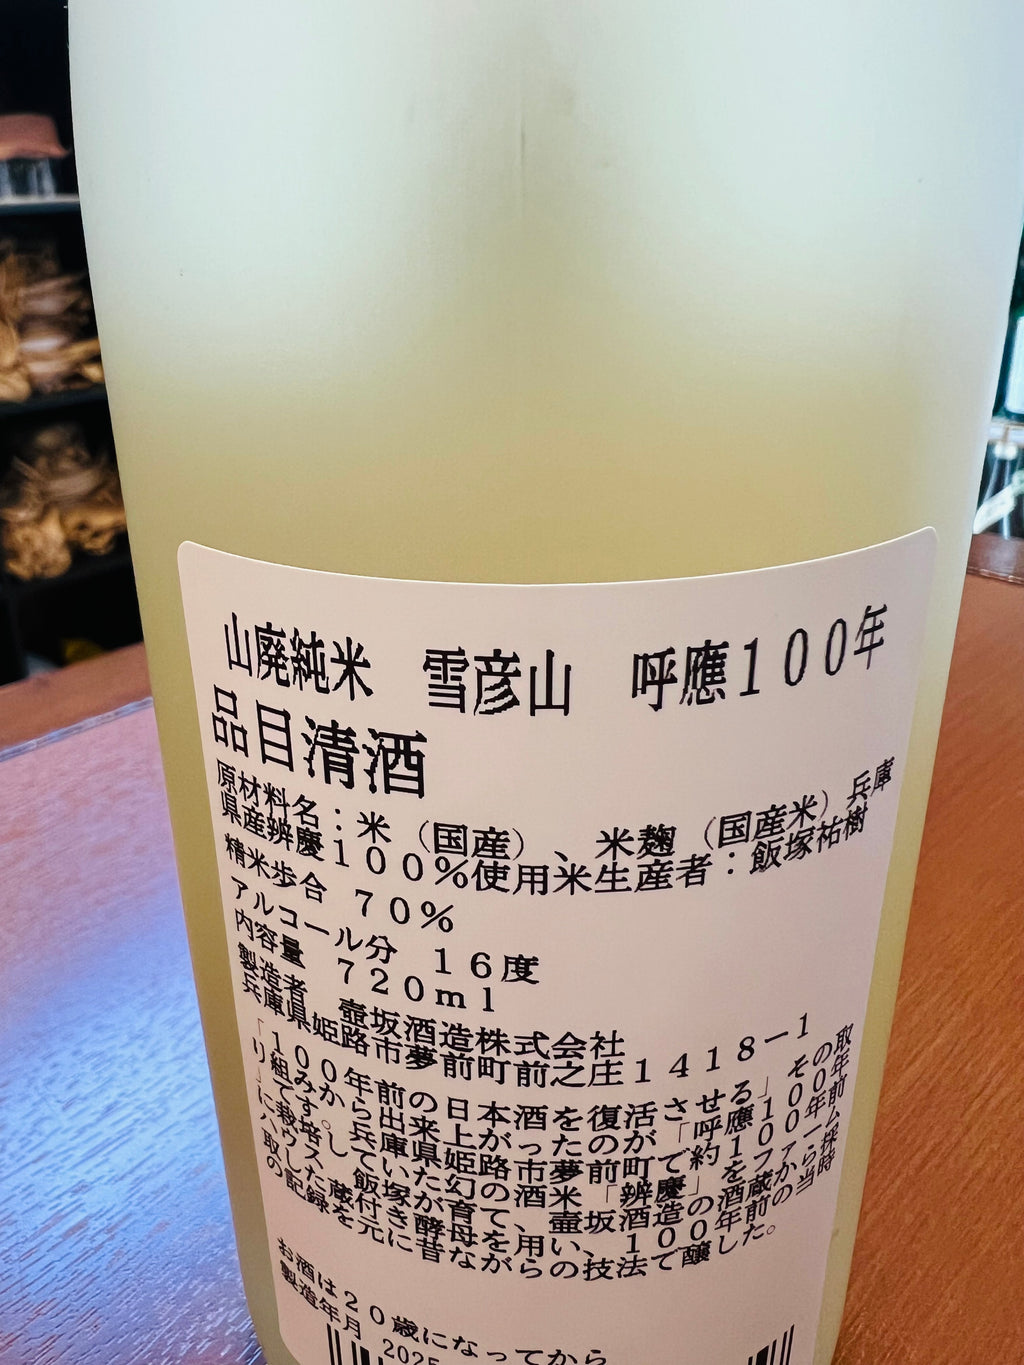 山廃純米　雪彦山　呼應１００年
品目清酒
原材料名：米（国産）、米麹（国産米）兵庫
県産辨慶１００％使用米生産者：飯塚祐樹
精米歩合　７０％
アルコール分　１６度
内容量　７２０ｍｌ
製造者　壺坂酒造株式会社
兵庫県姫路市夢前町前之庄１４１８－１
「１００年前の日本酒を復活させる」その取
り組みから出来上がったのが「呼應１００年
」です。兵庫県姫路市夢前町で約１００年前
に栽培していた幻の酒米「辨慶」をファーム
ハウス、飯塚が育て、壺坂酒造の酒蔵から採
取した蔵付き酵母を用い、１００年前の当時
の記録を元に昔ながらの技法で醸した。
お酒は２０歳になってから
製造年月　2025